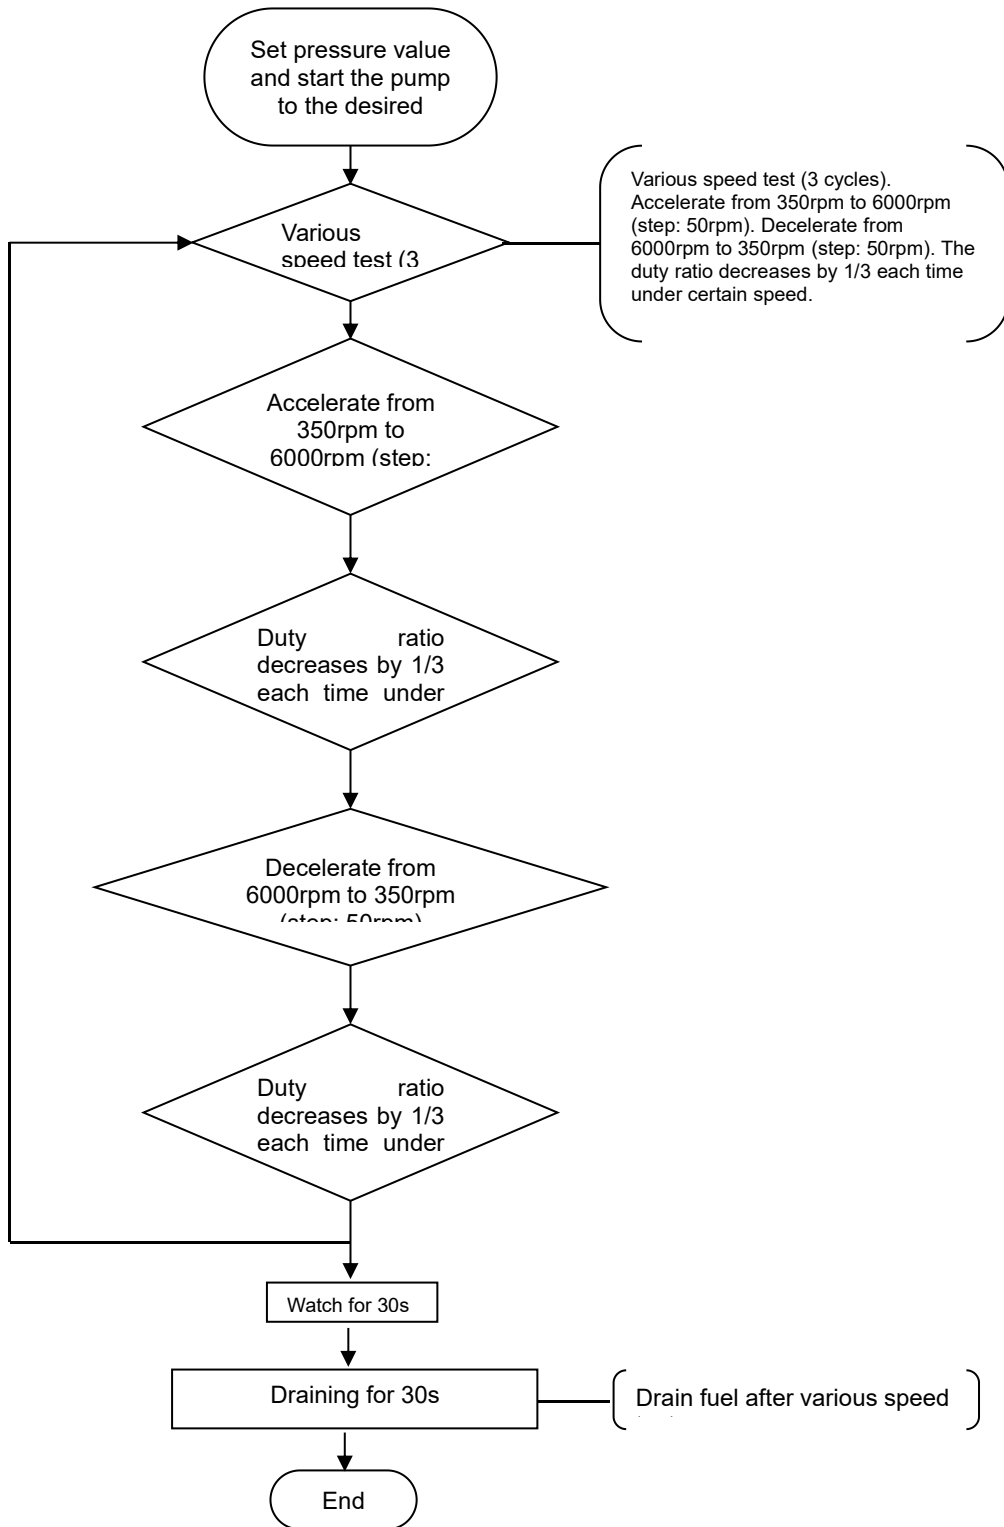 Set pressure value
and start the pump
to the desired
Various speed test (3 cycles).
Accelerate from 350rpm to 6000rpm
(step: 50rpm). Decelerate from
6000rpm to 350rpm (step: 50rpm). The
duty ratio decreases by 1/3 each time
under certain speed.
Various
speed test (3
Accelerate from
350rpm to
6000rpm (step:
Duty ratio
decreases by 1/3
each time under
Decelerate from
6000rpm to 350rpm
(step: 50rpm)
Duty ratio
decreases by 1/3
each time under
Watch for 30s
Draining for 30s
Drain fuel after various speed
End